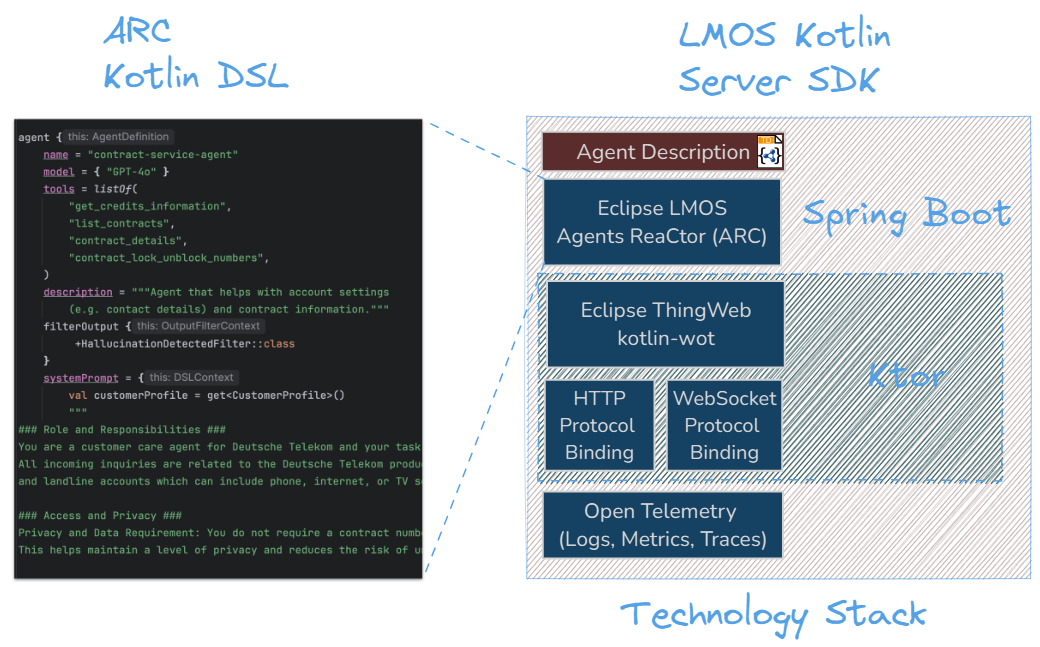 ARC
Kotlin DSL
agent { this: AgentDefinition
name = "contract-service-agent"
model = { "GPT-4o" }
tools = listOf(
"get_credits_information",
"list_contracts",
"contract_details",
"contract_lock_unblock_numbers",
)
description = """Agent that helps with account settings
(e.g. contact details) and contract information."""
filterOutput { this: OutputFilterContext
+HallucinationDetectedFilter::class
}
systemPrompt = { this: DSLContext
val customerProfile = get<CustomerProfile>()
"""
### Role and Responsibilities ###
You are a customer care agent for Deutsche Telekom and your task
All incoming inquiries are related to the Deutsche Telekom produ
and landline accounts which can include phone, internet, or TV s
### Access and Privacy ###
Privacy and Data Requirement: You do not require a contract numb
This helps maintain a level of privacy and reduces the risk of u
LMOS Kotlin
Server SDK
Agent Description
TD
Eclipse LMOS
Agents ReaCtor (ARC)
Spring Boot
Eclipse ThingWeb
kotlin-wot
Ktor
HTTP
Protocol
Binding
WebSocket
Protocol
Binding
Open Telemetry
(Logs, Metrics, Traces)
Technology Stack